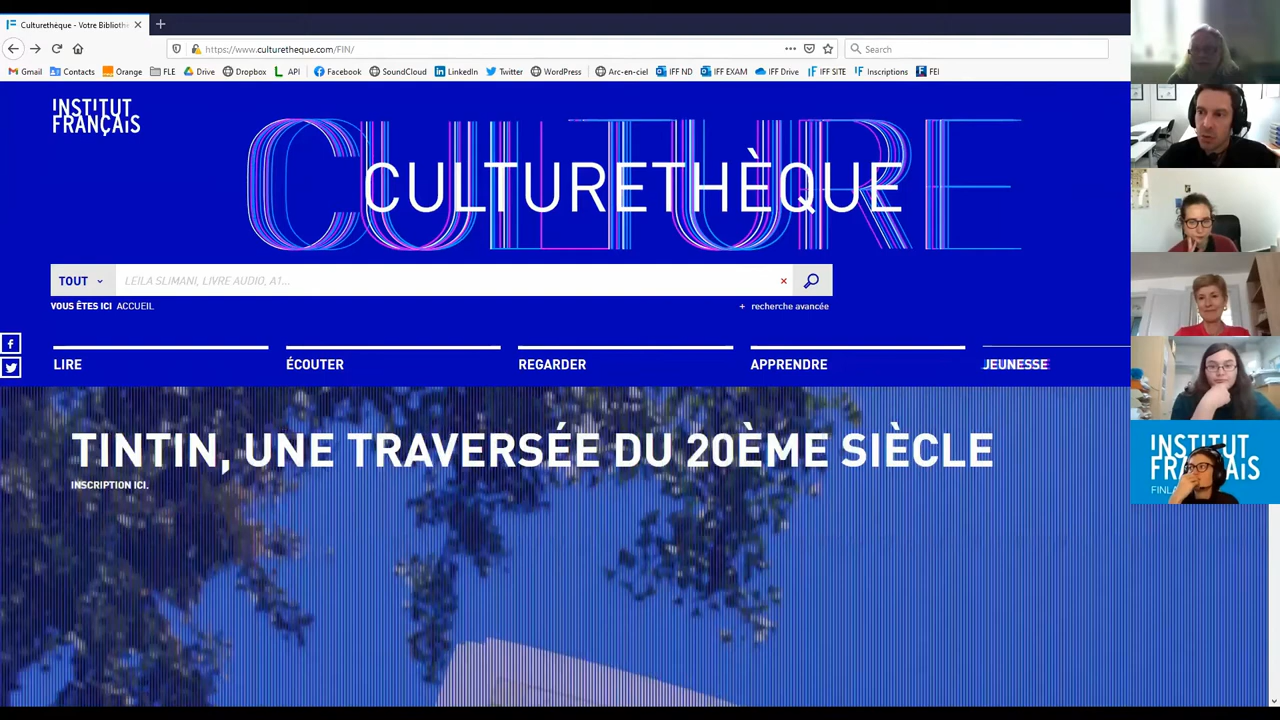 Culturethèque - Votre Biblioth
https://www.culturetheque.com/FIN/
Search
Gmail Contacts Orange FLE Drive Dropbox API Facebook SoundCloud LinkedIn Twitter WordPress Arc-en-ciel IFF ND IFF EXAM IFF Drive IFF SITE Inscriptions FEI
INSTITUT
FRANÇAIS
CULTURE
CULTURETHÈQUE
TOUT LEILA SLIMANI, LIVRE AUDIO, A1...
VOUS ÊTES ICI ACCUEIL
+ recherche avancée
LIRE ÉCOUTER REGARDER APPRENDRE JEUNESSE
TINTIN, UNE TRAVERSÉE DU 20ÈME SIÈCLE
INSCRIPTION ICI.
INSTITUT
FRANÇAIS